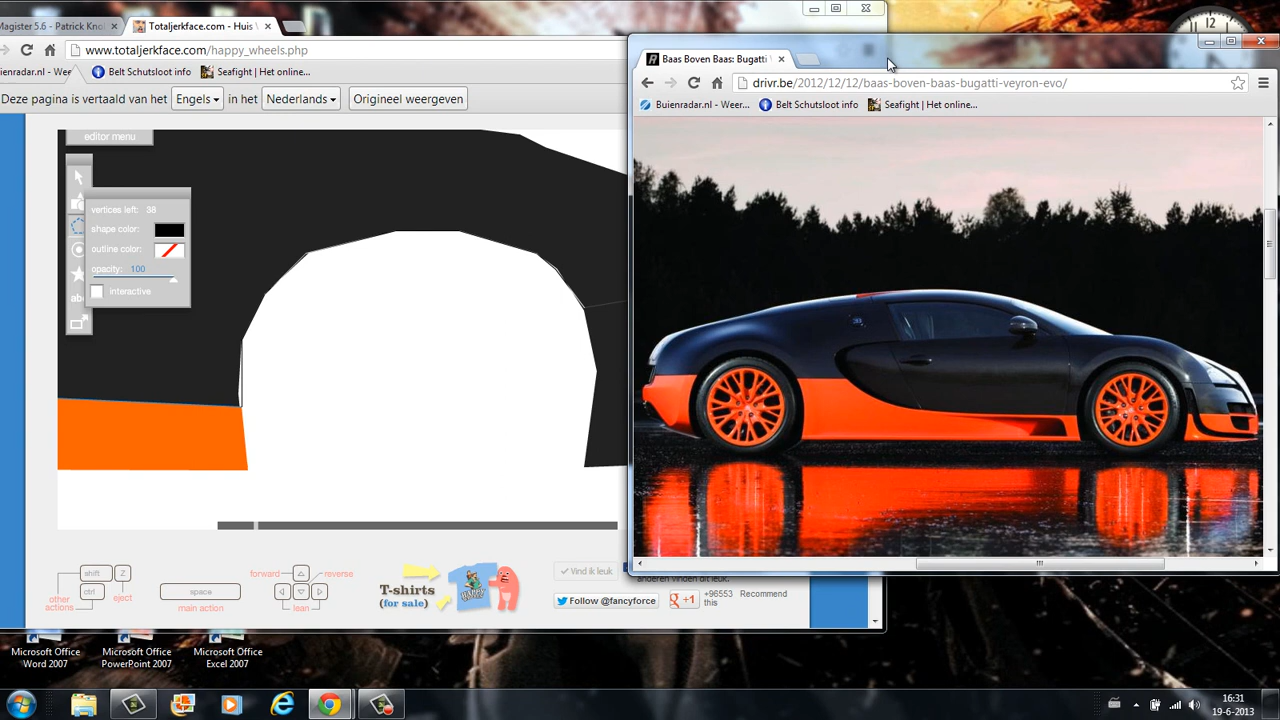 Magister 5.6 - Patrick Kno
Totaljerkface.com - Huis
www.totaljerkface.com/happy_wheels.php
Belt Schutsloot info
Seafight | Het online...
Deze pagina is vertaald van het
Engels
in het
Nederlands
Origineel weergeven
editor menu
vertices left: 38
shape color:
outline color:
opacity: 100
interactive
shift
Z
ctrl
eject
other
actions
space
main action
forward
reverse
lean
T-shirts
(for sale)
Vind ik leuk
anderen vinden dit leuk.
Follow @fancyforce
+1
+96553 Recommend
this
Baas Boven Baas: Bugatti
drivr.be/2012/12/12/baas-boven-baas-bugatti-veyron-evo/
Buienradar.nl - Weer...
Belt Schutsloot info
Seafight | Het online...
12
Microsoft Office
Word 2007
Microsoft Office
PowerPoint 2007
Microsoft Office
Excel 2007
16:31
19-6-2013